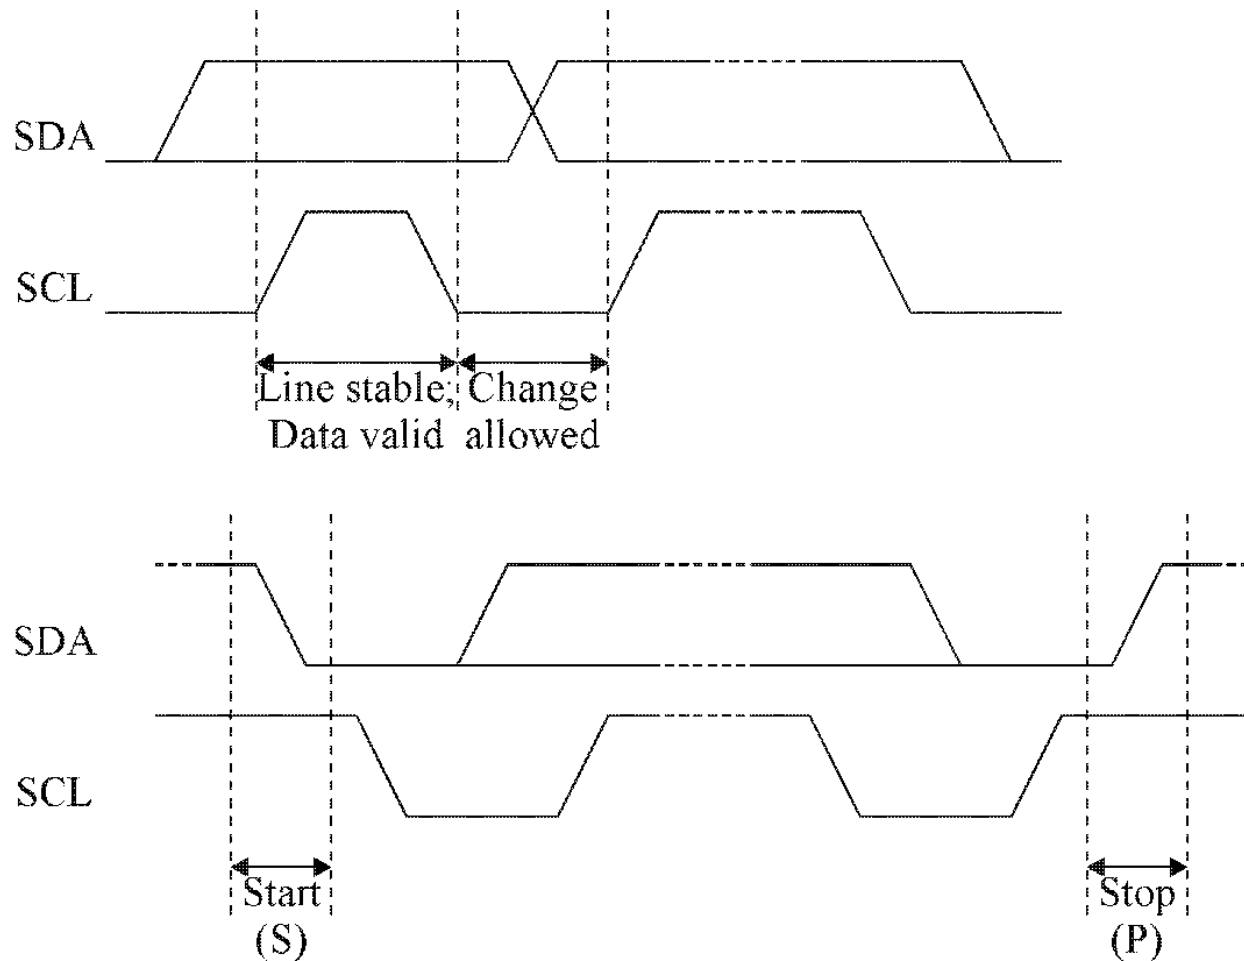 SDA
SCL
Line stable; Change
Data valid allowed
SDA
SCL
Start
(S)
Stop
(P)